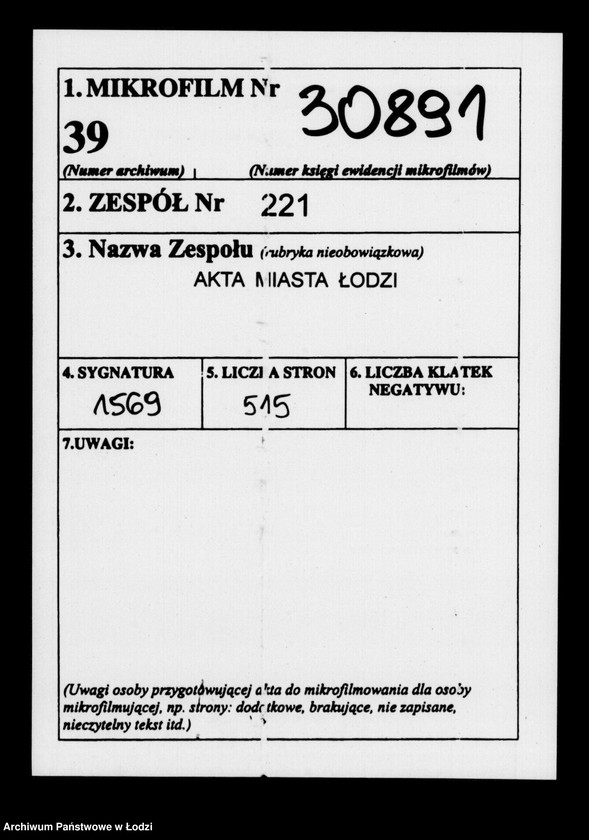 1. MIKROFILM Nr 30891
39
(Numer archiwum) (Numer księgi ewidencji mikrofilmów)
2. ZESPÓŁ Nr 221
3. Nazwa Zespołu (rubryka nieobowiązkowa)
AKTA MIASTA ŁODZI
4. SYGNATURA
1569
5. LICZBA STRON
515
6. LICZBA KLATEK
NEGATYWU:
7.UWAGI:
(Uwagi osoby przygotowującej akta do mikrofilmowania dla osoby
mikrofilmującej, np. strony: dodatkowe, brakujące, nie zapisane,
nieczytelny tekst itd.)
Archiwum Państwowe w Łodzi